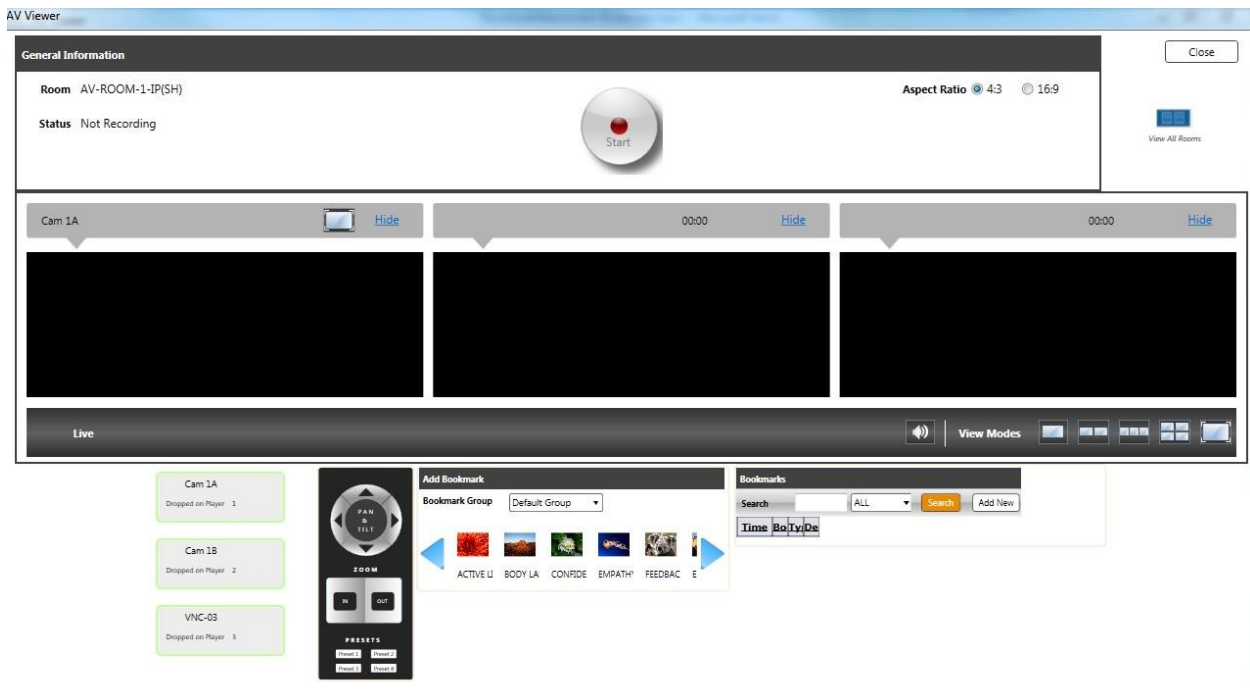 AV Viewer
General Information
Close
Room AV-ROOM-1-IP(SH)
Aspect Ratio 4:3 16:9
Status Not Recording
Start
View All Rooms
Cam 1A Hide
00:00 Hide
00:00 Hide
Live
View Modes
Cam 1A
Dropped on Player 1
Cam 1B
Dropped on Player 2
VNC-03
Dropped on Player 3
PAN
&
TILT
ZOOM
IN OUT
PRESETS
Preset 1 Preset 2
Preset 3 Preset 4
Add Bookmark
Bookmark Group Default Group
ACTIVE LI BODY LA CONFIDE EMPATHY FEEDBAC E
Bookmarks
Search ALL Search Add New
Time Bo Ty De